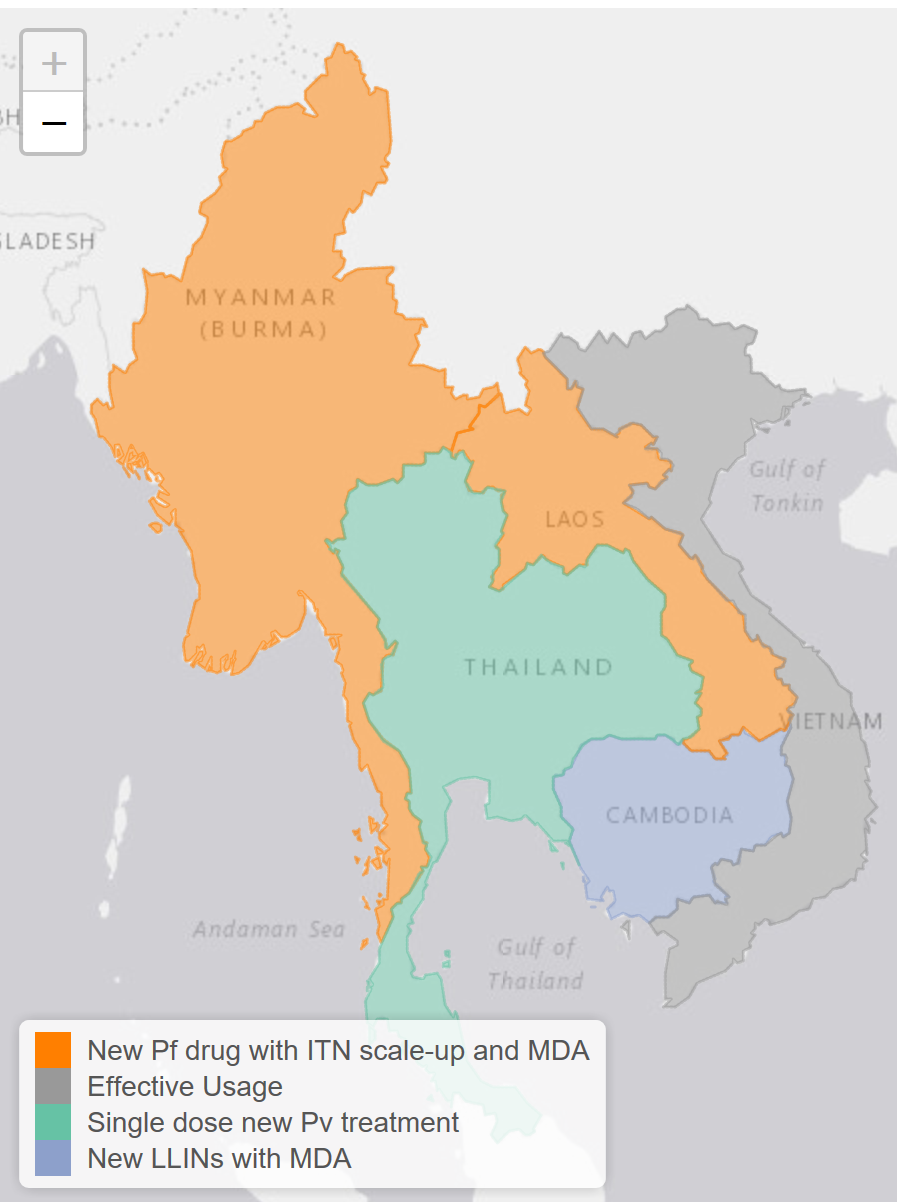 +
−
BH
GLADESH
MYANMAR
(BURMA)
Gulf of
Tonkin
LAOS
THAILAND
VIETNAM
CAMBODIA
Andaman Sea
Gulf of
Thailand
New Pf drug with ITN scale-up and MDA
Effective Usage
Single dose new Pv treatment
New LLINs with MDA